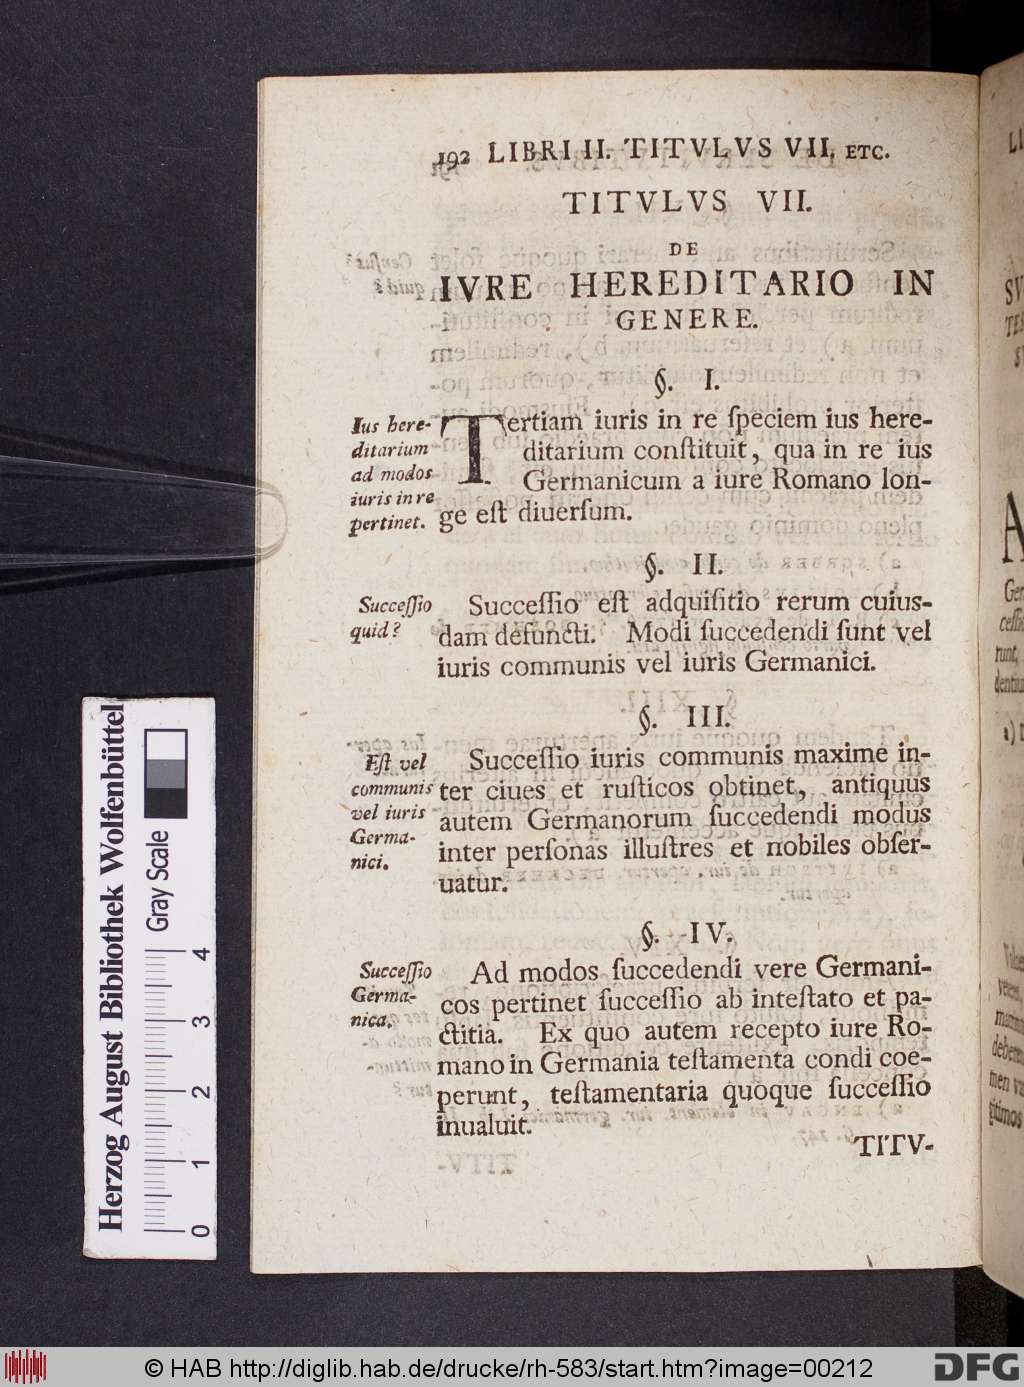 192 LIBRI II. TITVLVS VII. ETC.
TITVLVS VII.
DE
IVRE HEREDITARIO IN
GENERE.
§. I.
Ius here-
ditarium
ad modos
iuris in re
pertinet.
Tertiam iuris in re ſpeciem ius here-
ditarium conſtituit, qua in re ius
Germanicum a iure Romano lon-
ge eſt diuerſum.
§. II.
Succeſſio
quid?
Succeſſio eſt adquiſitio rerum cuius-
dam defuncti. Modi ſuccedendi ſunt vel
iuris communis vel iuris Germanici.
§. III.
Eſt vel
communis
vel iuris
Germa-
nici.
Succeſſio iuris communis maxime in-
ter ciues et ruſticos obtinet, antiquus
autem Germanorum ſuccedendi modus
inter perſonas illuſtres et nobiles obſer-
uatur.
§. IV.
Succeſſio
Germa-
nica.
Ad modos ſuccedendi vere Germani-
cos pertinet ſucceſſio ab inteſtato et pa-
ctitia. Ex quo autem recepto iure Ro-
mano in Germania teſtamenta condi coe-
perunt, teſtamentaria quoque ſucceſſio
inualuit.
TITV-
Herzog August Bibliothek Wolfenbüttel
Gray Scale
0 1 2 3 4
© HAB http://diglib.hab.de/drucke/rh-583/start.htm?image=00212
DFG